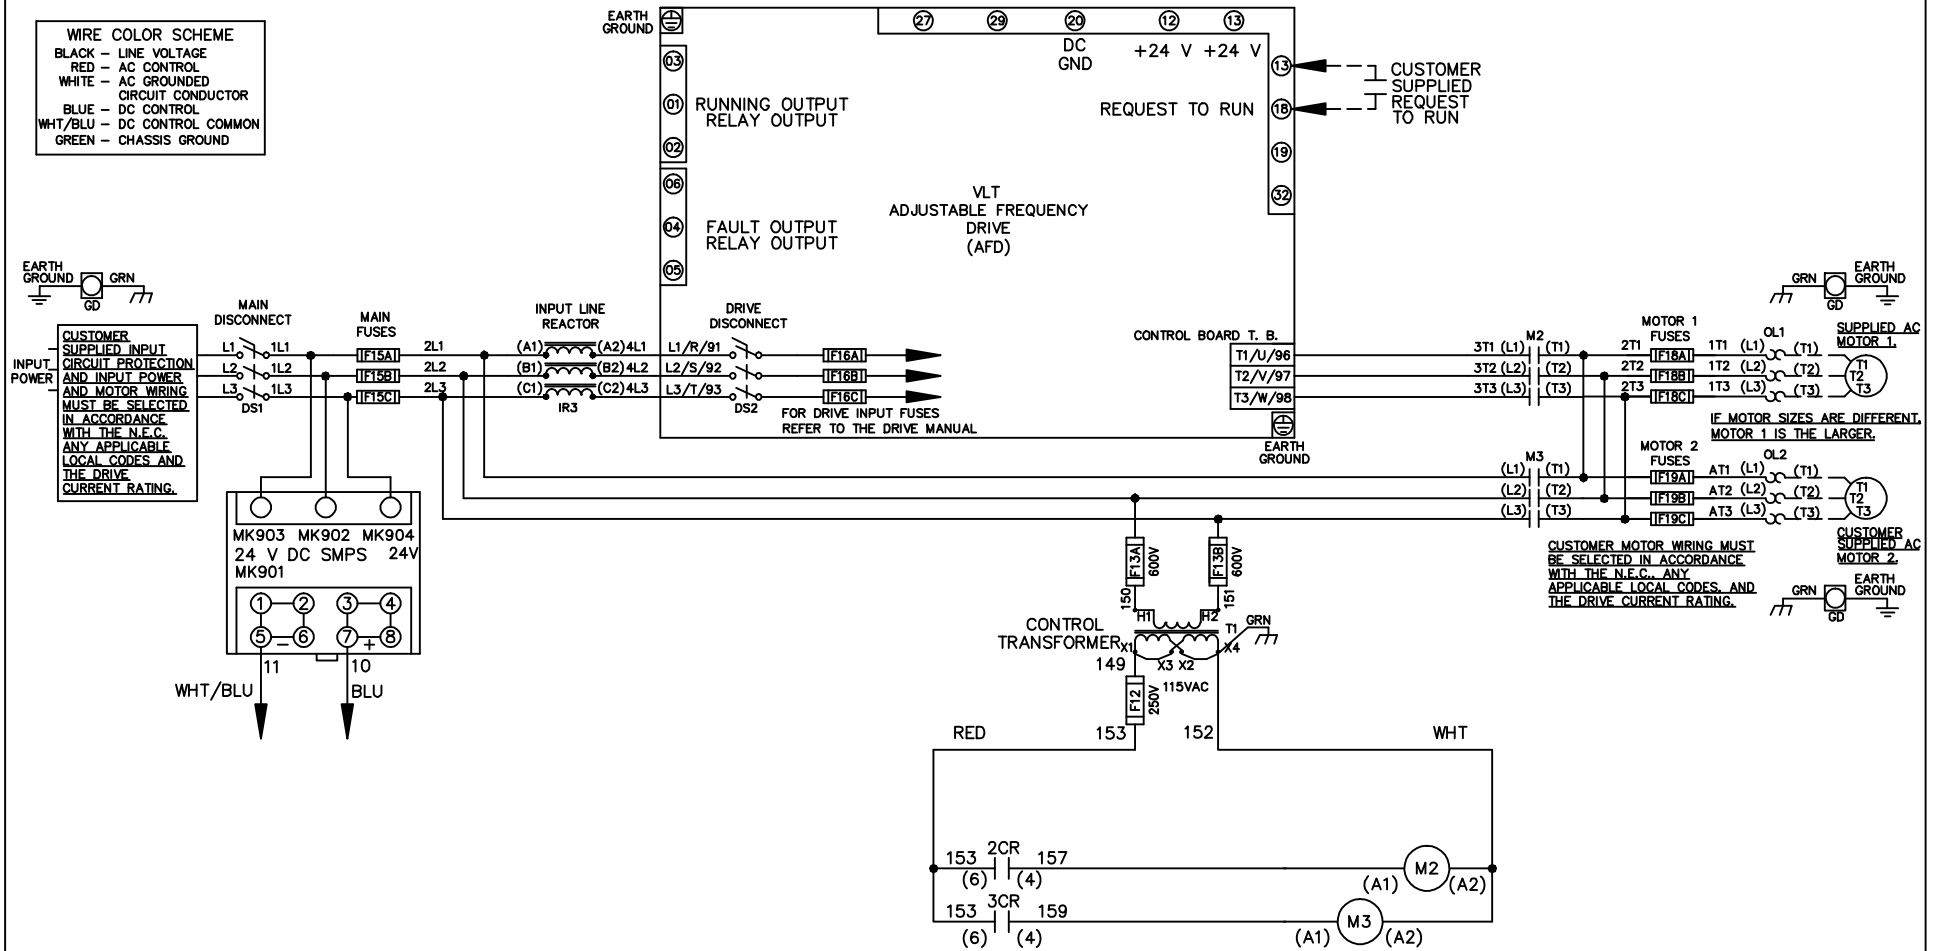 WIRE COLOR SCHEME
BLACK – LINE VOLTAGE
RED – AC CONTROL
WHITE – AC GROUNDED
CIRCUIT CONDUCTOR
BLUE – DC CONTROL
WHT/BLU – DC CONTROL COMMON
GREEN – CHASSIS GROUND
EARTH
GROUND
27
29
20
12
13
DC
GND
+24 V
+24 V
03
01
02
RUNNING OUTPUT
RELAY OUTPUT
06
04
05
FAULT OUTPUT
RELAY OUTPUT
VLT
ADJUSTABLE FREQUENCY
DRIVE
(AFD)
REQUEST TO RUN
13
18
19
32
CUSTOMER
SUPPLIED
REQUEST
TO RUN
EARTH
GROUND
GRN
GD
INPUT
POWER
CUSTOMER
SUPPLIED INPUT
CIRCUIT PROTECTION
AND INPUT POWER
AND MOTOR WIRING
MUST BE SELECTED
IN ACCORDANCE
WITH THE N.E.C.
ANY APPLICABLE
LOCAL CODES AND
THE DRIVE
CURRENT RATING.
MAIN
DISCONNECT
L1 1L1
L2 1L2
L3 1L3
DS1
MAIN
FUSES
F15A
F15B
F15C
2L1
2L2
2L3
INPUT LINE
REACTOR
(A1) (A2) 4L1
(B1) (B2) 4L2
(C1) (C2) 4L3
IR3
L1/R/91
L2/S/92
L3/T/93
DRIVE
DISCONNECT
DS2
F16A
F16B
F16C
FOR DRIVE INPUT FUSES
REFER TO THE DRIVE MANUAL
CONTROL BOARD T. B.
T1/U/96
T2/V/97
T3/W/98
EARTH
GROUND
M2
3T1 (L1) (T1)
3T2 (L2) (T2)
3T3 (L3) (T3)
MOTOR 1
FUSES
2T1 F18A 1T1 (L1) (T1)
2T2 F18B 1T2 (L2) (T2)
2T3 F18C 1T3 (L3) (T3)
OL1
T1
T2
T3
GRN
GD
EARTH
GROUND
SUPPLIED AC
MOTOR 1.
IF MOTOR SIZES ARE DIFFERENT,
MOTOR 1 IS THE LARGER.
M3
(L1) (T1)
(L2) (T2)
(L3) (T3)
MOTOR 2
FUSES
F19A AT1 (L1) (T1)
F19B AT2 (L2) (T2)
F19C AT3 (L3) (T3)
OL2
T1
T2
T3
CUSTOMER
SUPPLIED AC
MOTOR 2.
CUSTOMER MOTOR WIRING MUST
BE SELECTED IN ACCORDANCE
WITH THE N.E.C., ANY
APPLICABLE LOCAL CODES, AND
THE DRIVE CURRENT RATING.
GRN
GD
EARTH
GROUND
MK903 MK902 MK904
24 V DC SMPS 24V
MK901
1 2 3 4
5 – 6 7 + 8
11
10
WHT/BLU
BLU
F13A
600V
F13B
600V
150
151
H1
H2
CONTROL
TRANSFORMER
T1
GRN
X1
X3 X2
X4
149
115VAC
F12
250V
153
152
RED
WHT
153 2CR 157
(6) (4)
M2
(A1) (A2)
153 3CR 159
(6) (4)
M3
(A1) (A2)